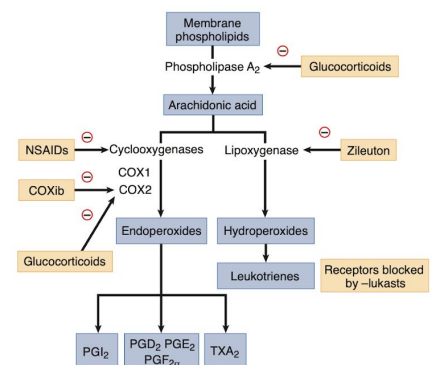 Membrane
phospholipids
Phospholipase A₂
Glucocorticoids
Arachidonic acid
NSAIDs
Cyclooxygenases
Lipoxygenase
Zileuton
COX1
COXib
COX2
Endoperoxides
Hydroperoxides
Glucocorticoids
Leukotrienes
Receptors blocked
by –lukasts
PGI₂
PGD₂ PGE₂
PGF₂α
TXA₂